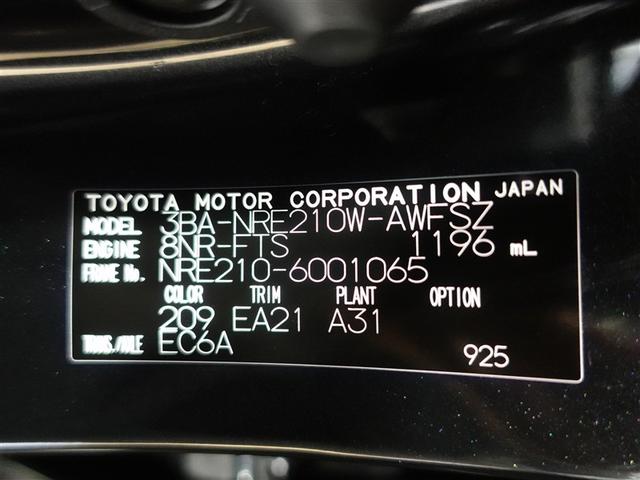 TOYOTA MOTOR CORPORATION JAPAN
MODEL 3BA-NRE210W-AWFSZ
ENGINE 8NR-FTS 1196 mL
FRAME No. NRE210-6001065
COLOR TRIM PLANT OPTION
209 EA21 A31
TRANS./AXLE EC6A
925